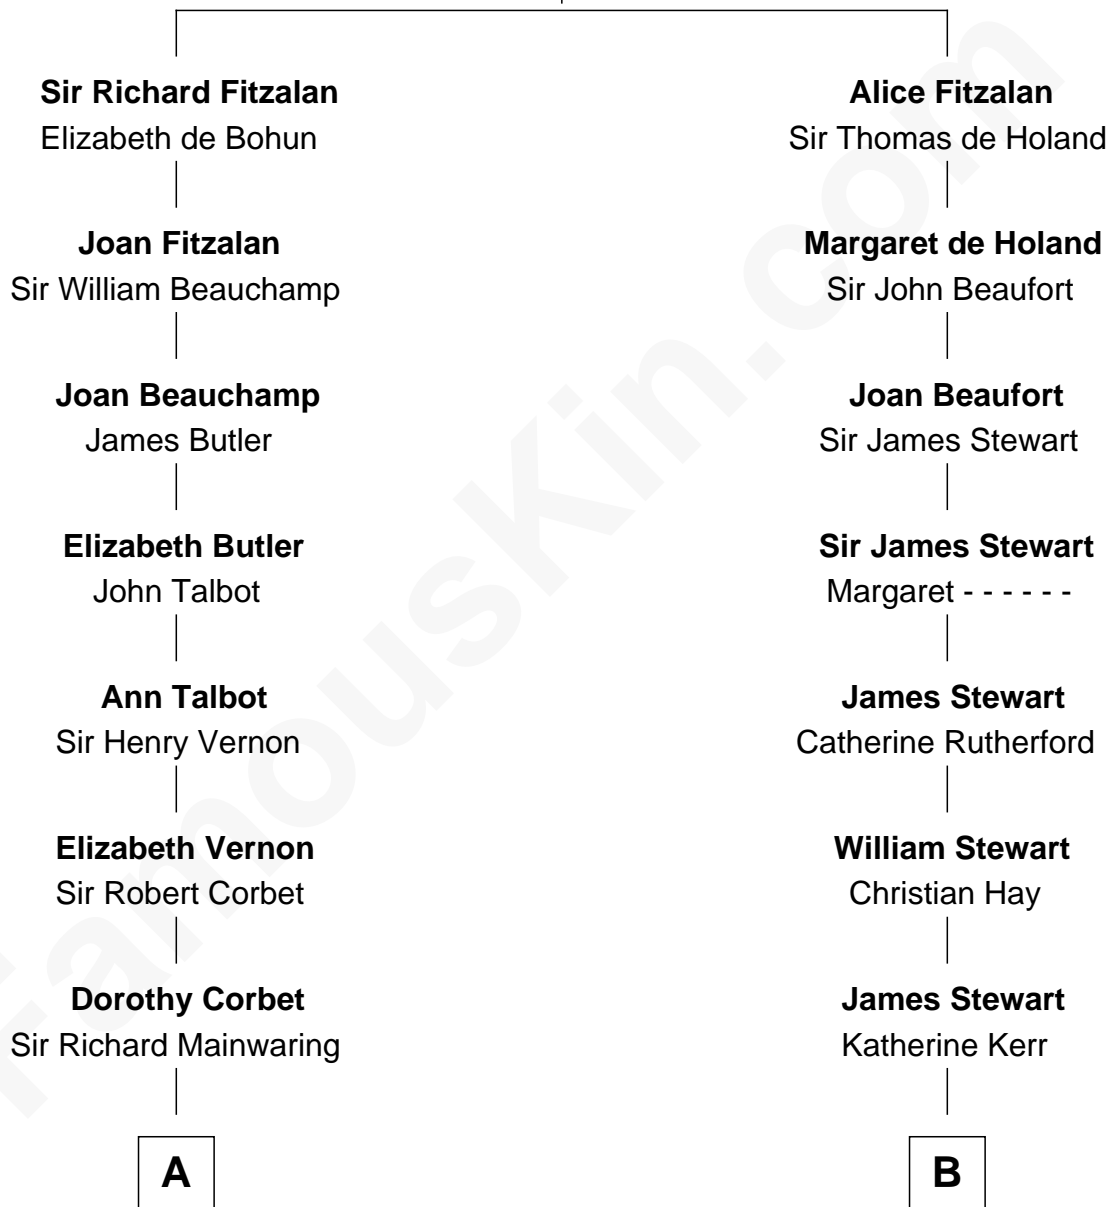 Sir Richard Fitzalan
Elizabeth de Bohun
Joan Fitzalan
Sir William Beauchamp
Joan Beauchamp
James Butler
Elizabeth Butler
John Talbot
Ann Talbot
Sir Henry Vernon
Elizabeth Vernon
Sir Robert Corbet
Dorothy Corbet
Sir Richard Mainwaring
A
Alice Fitzalan
Sir Thomas de Holand
Margaret de Holand
Sir John Beaufort
Joan Beaufort
Sir James Stewart
Sir James Stewart
Margaret - - - - - -
James Stewart
Catherine Rutherford
William Stewart
Christian Hay
James Stewart
Katherine Kerr
B
FamousKin.com